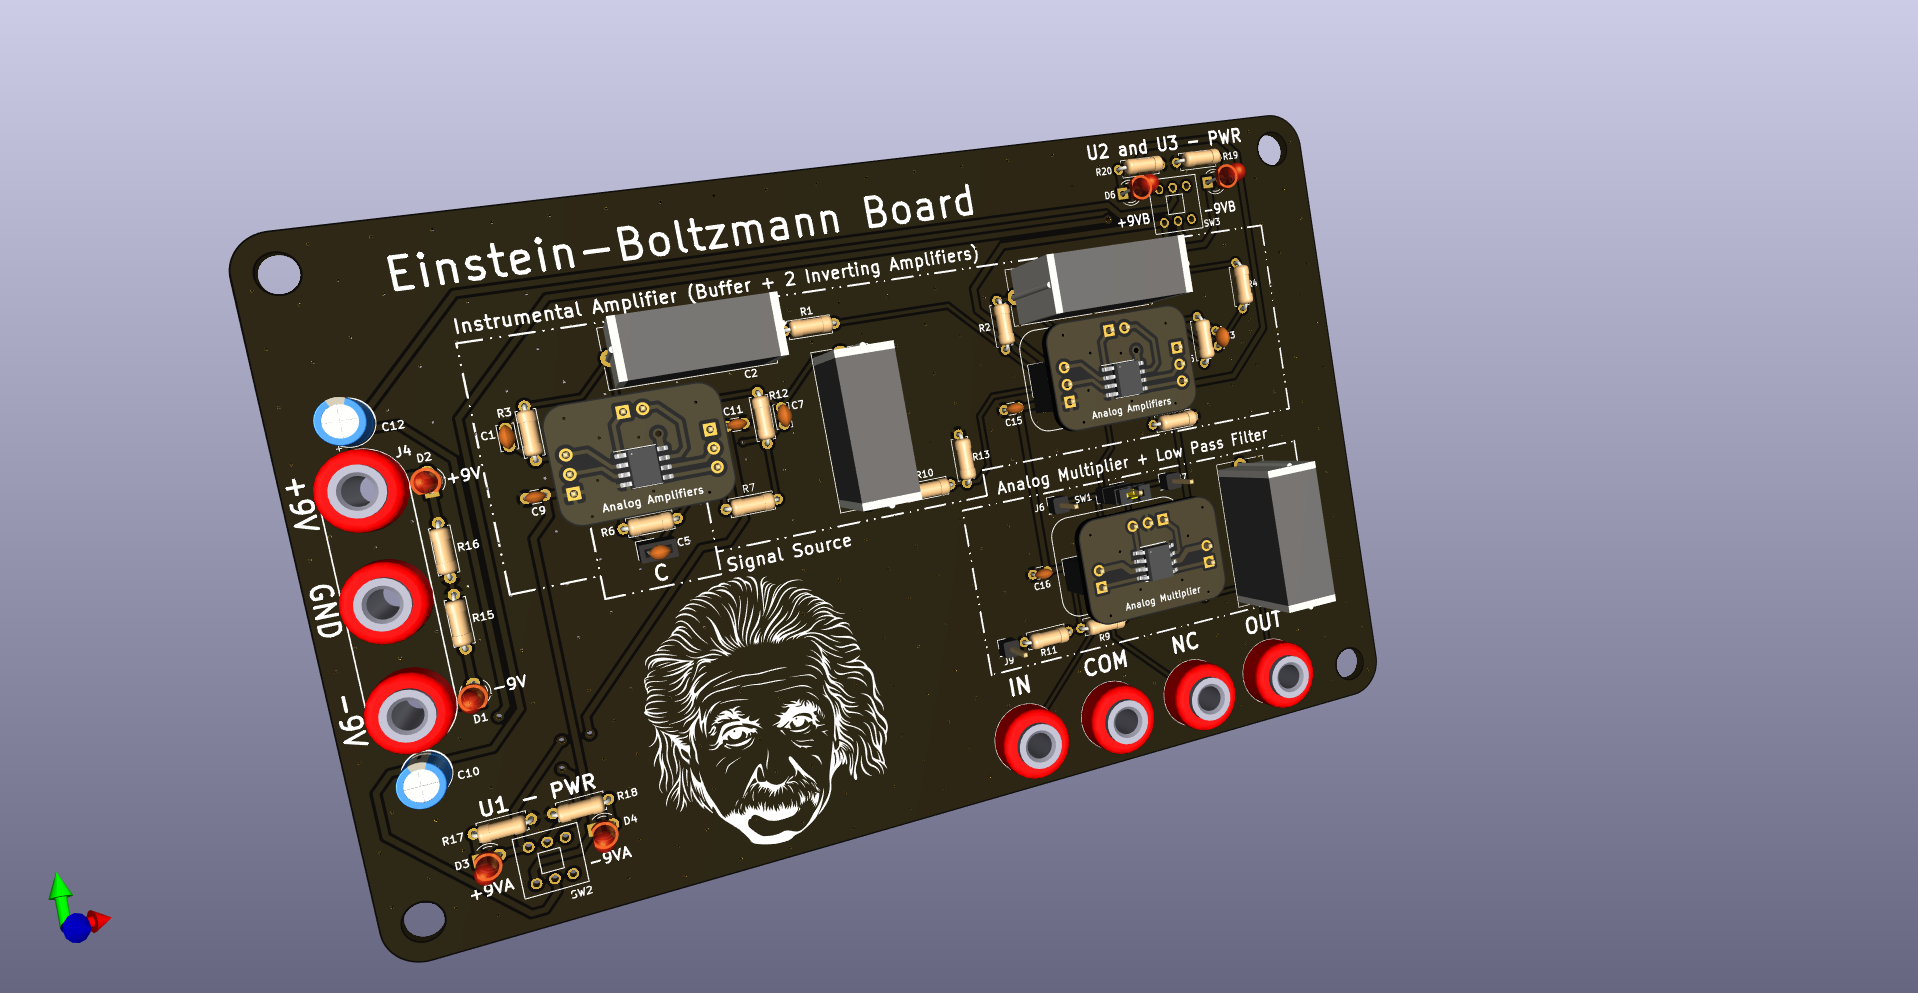 U2 and U3 - PWR
R20
R19
D6
+9VB
-9VB
SW3
Einstein-Boltzmann Board
Instrumental Amplifier (Buffer + 2 Inverting Amplifiers)
R1
R2
C2
R3
C1
C11
R12
C7
C15
Analog Amplifiers
C12
J4
D2
+9V
+9V
C9
Analog Amplifiers
R7
R10
R13
R6
C5
C
Signal Source
Analog Multiplier + Low Pass Filter
J6
SW1
C16
Analog Multiplier
R16
R15
GND
-9V
-9V
D1
J9
R11
R9
IN
COM
NC
OUT
C10
U1 - PWR
R18
R17
D4
D3
-9VA
+9VA
SW2